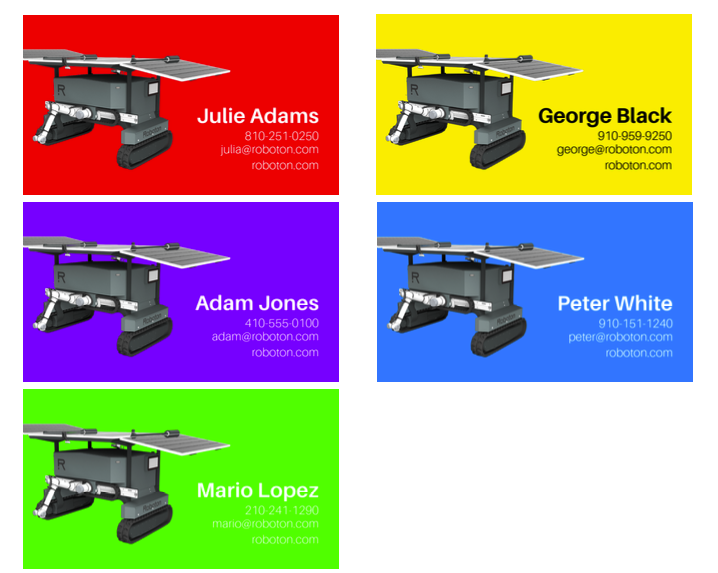 R
Julie Adams
810-251-0250
julia@roboton.com
roboton.com
R
George Black
910-959-9250
george@roboton.com
roboton.com
R
Adam Jones
410-555-0100
adam@roboton.com
roboton.com
R
Peter White
910-151-1240
peter@roboton.com
roboton.com
R
Mario Lopez
210-241-1290
mario@roboton.com
roboton.com